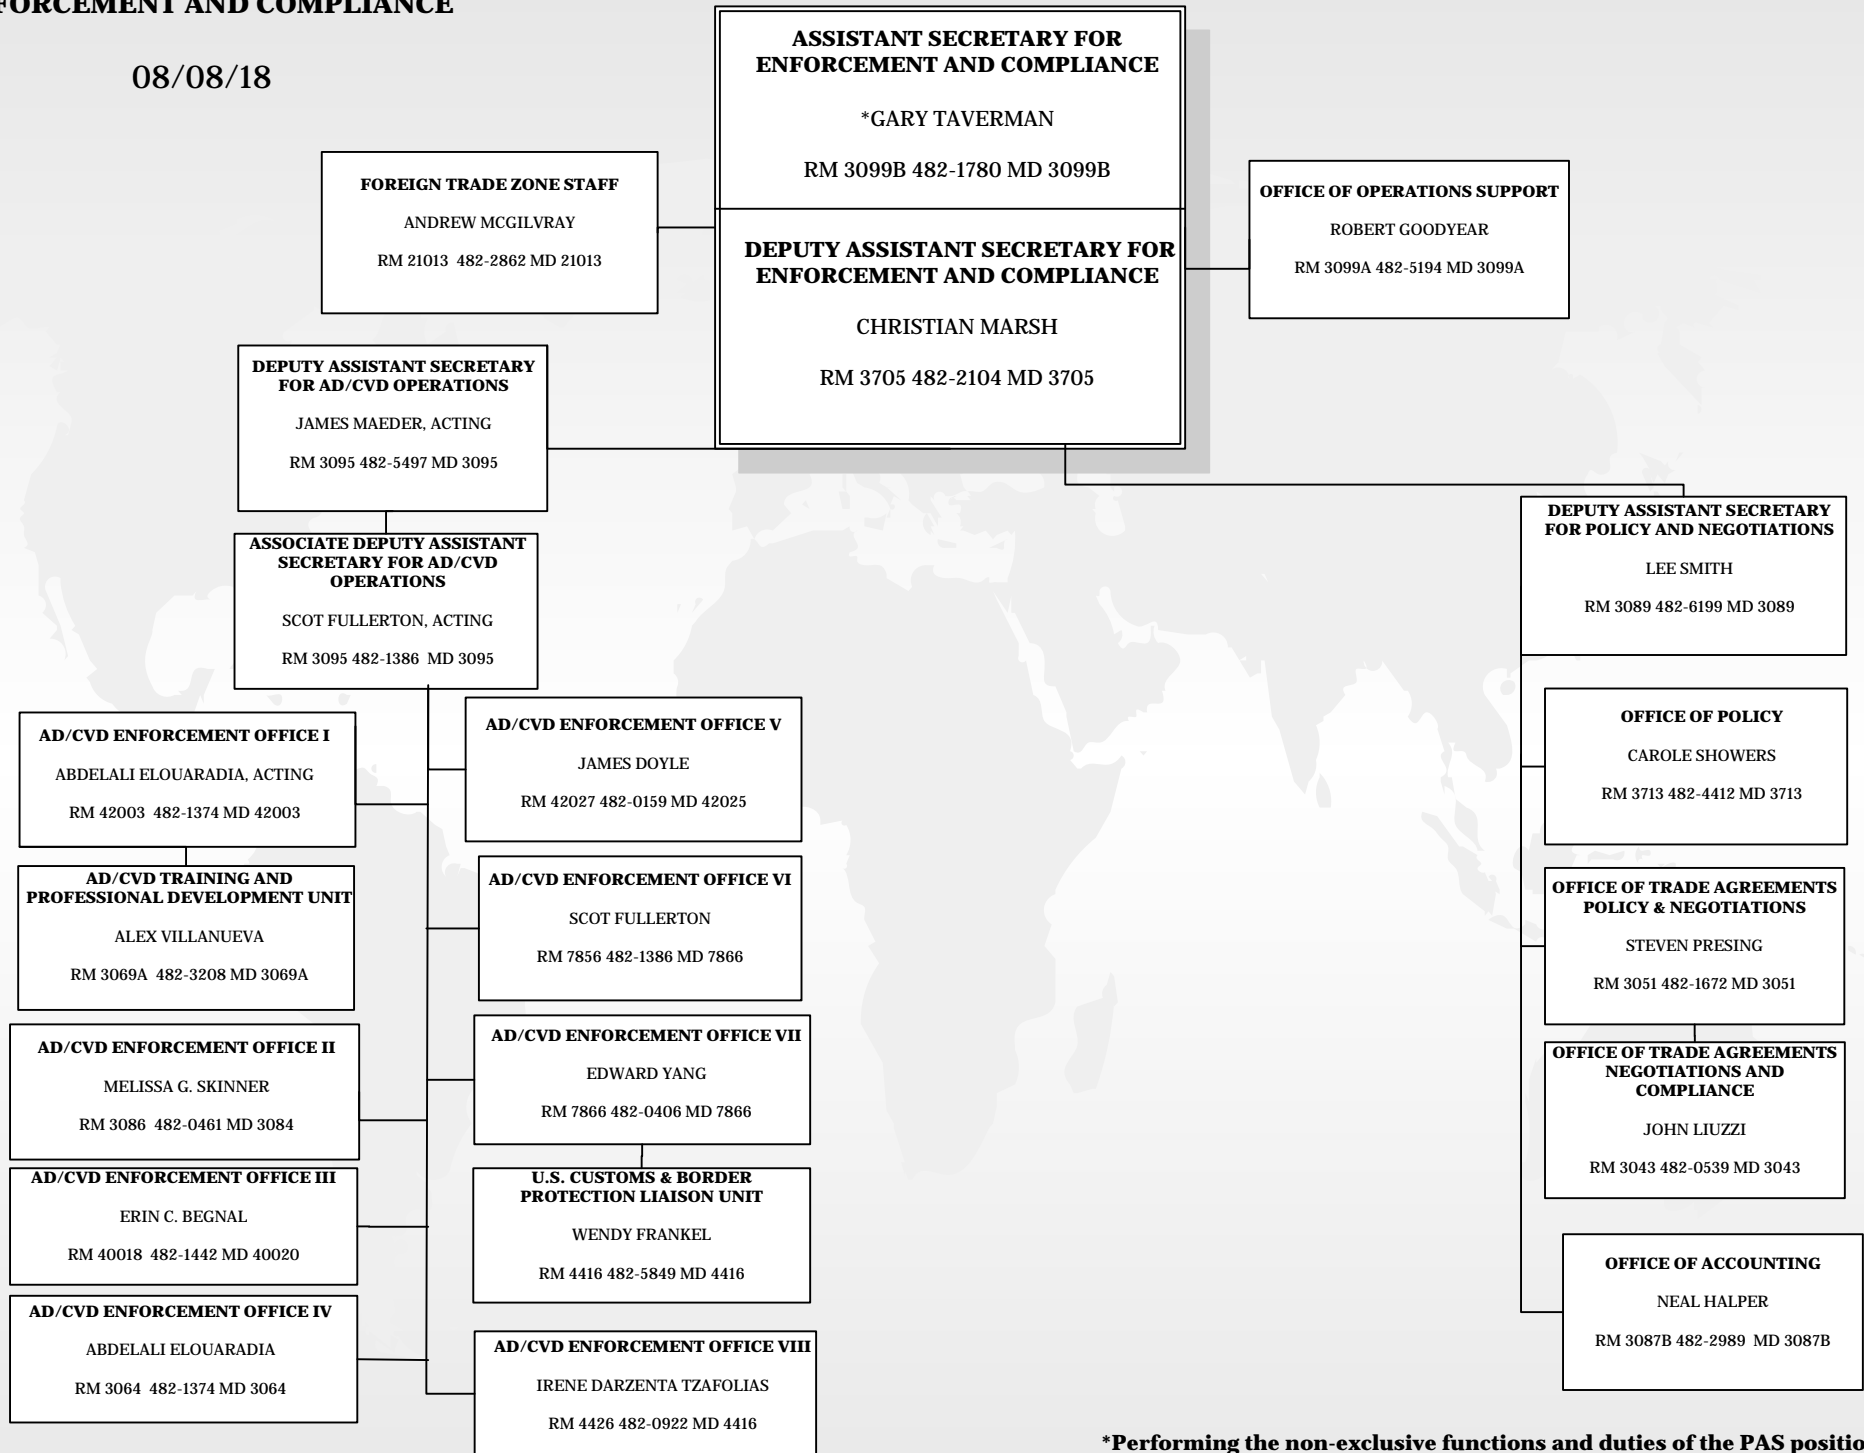 AND COMPLIANCE
08/08/18
ASSISTANT SECRETARY FOR
ENFORCEMENT AND COMPLIANCE
*GARY TAVERMAN
RM 3099B 482-1780 MD 3099B
DEPUTY ASSISTANT SECRETARY FOR
ENFORCEMENT AND COMPLIANCE
CHRISTIAN MARSH
RM 3705 482-2104 MD 3705
FOREIGN TRADE ZONE STAFF
ANDREW MCGILVRAY
RM 21013 482-2862 MD 21013
OFFICE OF OPERATIONS SUPPORT
ROBERT GOODYEAR
RM 3099A 482-5194 MD 3099A
DEPUTY ASSISTANT SECRETARY
FOR AD/CVD OPERATIONS
JAMES MAEDER, ACTING
RM 3095 482-5497 MD 3095
ASSOCIATE DEPUTY ASSISTANT
SECRETARY FOR AD/CVD
OPERATIONS
SCOT FULLERTON, ACTING
RM 3095 482-1386 MD 3095
AD/CVD ENFORCEMENT OFFICE I
ABDELALI ELOUARADIA, ACTING
RM 42003 482-1374 MD 42003
AD/CVD TRAINING AND
PROFESSIONAL DEVELOPMENT UNIT
ALEX VILLANUEVA
RM 3069A 482-3208 MD 3069A
AD/CVD ENFORCEMENT OFFICE II
MELISSA G. SKINNER
RM 3086 482-0461 MD 3084
AD/CVD ENFORCEMENT OFFICE III
ERIN C. BEGNAL
RM 40018 482-1442 MD 40020
AD/CVD ENFORCEMENT OFFICE IV
ABDELALI ELOUARADIA
RM 3064 482-1374 MD 3064
AD/CVD ENFORCEMENT OFFICE V
JAMES DOYLE
RM 42027 482-0159 MD 42025
AD/CVD ENFORCEMENT OFFICE VI
SCOT FULLERTON
RM 7856 482-1386 MD 7866
AD/CVD ENFORCEMENT OFFICE VII
EDWARD YANG
RM 7866 482-0406 MD 7866
U.S. CUSTOMS & BORDER
PROTECTION LIAISON UNIT
WENDY FRANKEL
RM 4416 482-5849 MD 4416
AD/CVD ENFORCEMENT OFFICE VIII
IRENE DARZENTA TZAFOLIAS
RM 4426 482-0922 MD 4416
DEPUTY ASSISTANT SECRETARY
FOR POLICY AND NEGOTIATIONS
LEE SMITH
RM 3089 482-6199 MD 3089
OFFICE OF POLICY
CAROLE SHOWERS
RM 3713 482-4412 MD 3713
OFFICE OF TRADE AGREEMENTS
POLICY & NEGOTIATIONS
STEVEN PRESING
RM 3051 482-1672 MD 3051
OFFICE OF TRADE AGREEMENTS
NEGOTIATIONS AND
COMPLIANCE
JOHN LIUZZI
RM 3043 482-0539 MD 3043
OFFICE OF ACCOUNTING
NEAL HALPER
RM 3087B 482-2989 MD 3087B
*Performing the non-exclusive functions and duties of the PAS